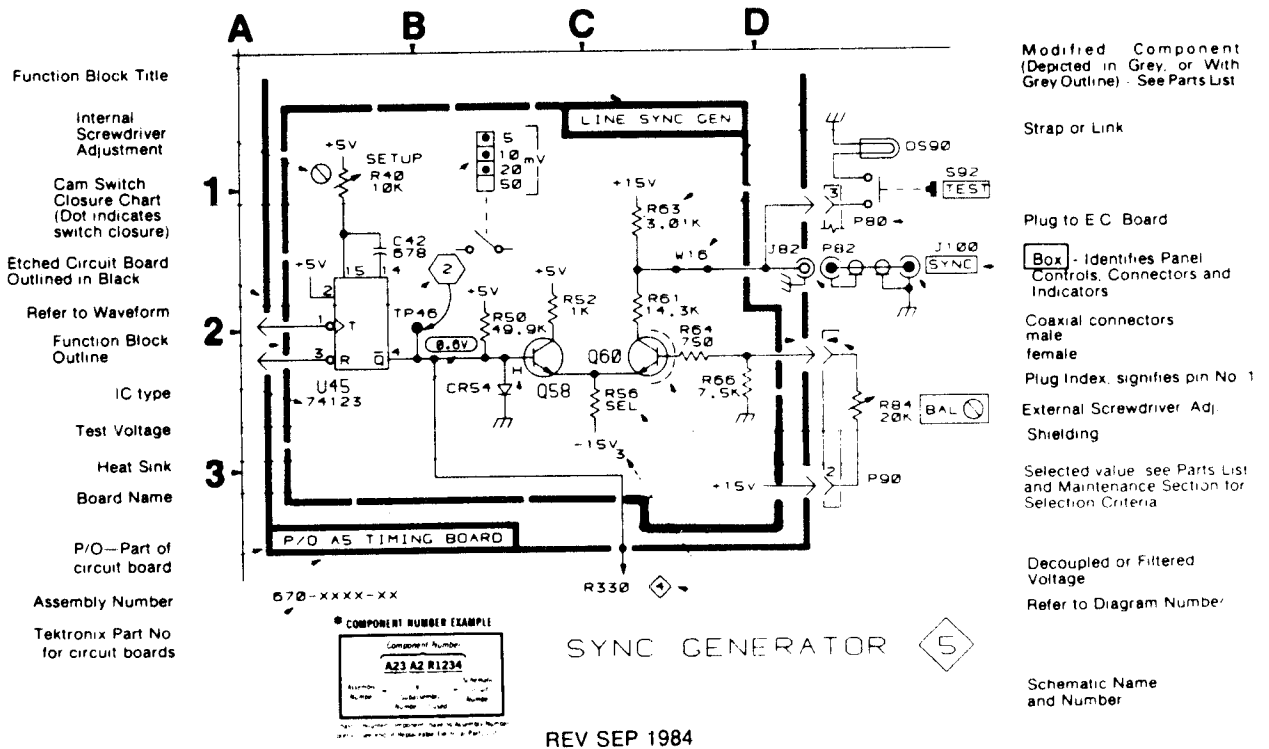 A B C D
Function Block Title
Internal
Screwdriver
Adjustment
Cam Switch
Closure Chart
(Dot indicates
switch closure)
Etched Circuit Board
Outlined in Black
Refer to Waveform
Function Block
Outline
IC type
Test Voltage
Heat Sink
Board Name
P/O—Part of
circuit board
Assembly Number
Tektronix Part No
for circuit boards
1
2
3
LINE SYNC GEN
+5V
SETUP
R40
10K
5
10
20
50
mV
C42
678
+5V
15 14
2
1
T
3
R
Q̅
4
U45
74123
2
TP46
+5V
R50
49.9K
0.6V
CR54
+5V
R52
1K
Q58
+15V
R63
3.01K
W16
R61
14.3K
Q60
R64
750
R66
7.5K
R56
SEL
-15V
3
+15V
DS90
S92
TEST
3
P80
J82
P82
J100
SYNC
R84
20K
BAL
2
P90
P/O A5 TIMING BOARD
R330
4
670-XXXX-XX
* COMPONENT NUMBER EXAMPLE
Component Number
A23 A2 R1234
Assembly
Number
Subassembly
Number
Used
Schematic
Circuit
Number
SYNC GENERATOR
5
REV SEP 1984
Modified Component
(Depicted in Grey, or With
Grey Outline) - See Parts List
Strap or Link
Plug to E C Board
Box - Identifies Panel
Controls, Connectors and
Indicators
Coaxial connectors
male
female
Plug Index, signifies pin No. 1
External Screwdriver Adj.
Shielding
Selected value, see Parts List
and Maintenance Section for
Selection Criteria
Decoupled or Filtered
Voltage
Refer to Diagram Number
Schematic Name
and Number